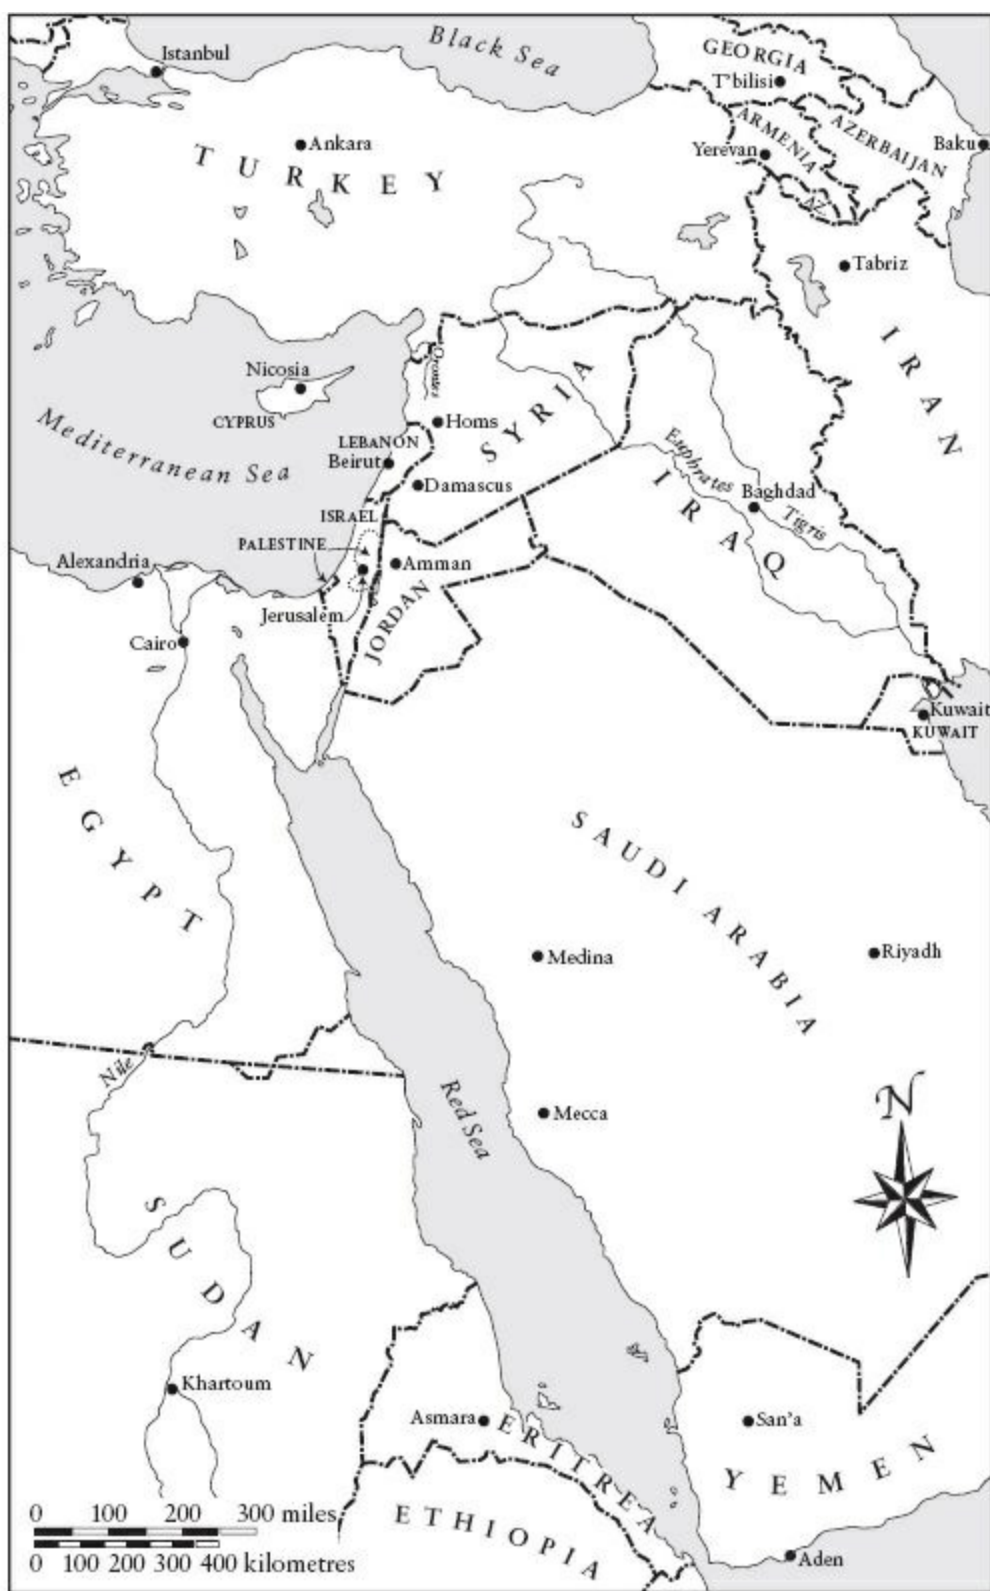 Black Sea
Istanbul
GEORGIA
T'bilisi
ARMENIA
AZERBAIJAN
Baku
Yerevan
AZ.
Ankara
TURKEY
Tabriz
IRAN
Nicosia
CYPRUS
Orontes
Mediterranean Sea
Homs
SYRIA
LEBANON
Beirut
Damascus
Euphrates
IRAQ
Baghdad
Tigris
ISRAEL
PALESTINE
Alexandria
Amman
Jerusalem
JORDAN
Cairo
Kuwait
KUWAIT
EGYPT
SAUDI ARABIA
Medina
Riyadh
Nile
Red Sea
Mecca
N
SUDAN
Khartoum
Asmara
ERITREA
San'a
YEMEN
ETHIOPIA
Aden
0 100 200 300 miles
0 100 200 300 400 kilometres